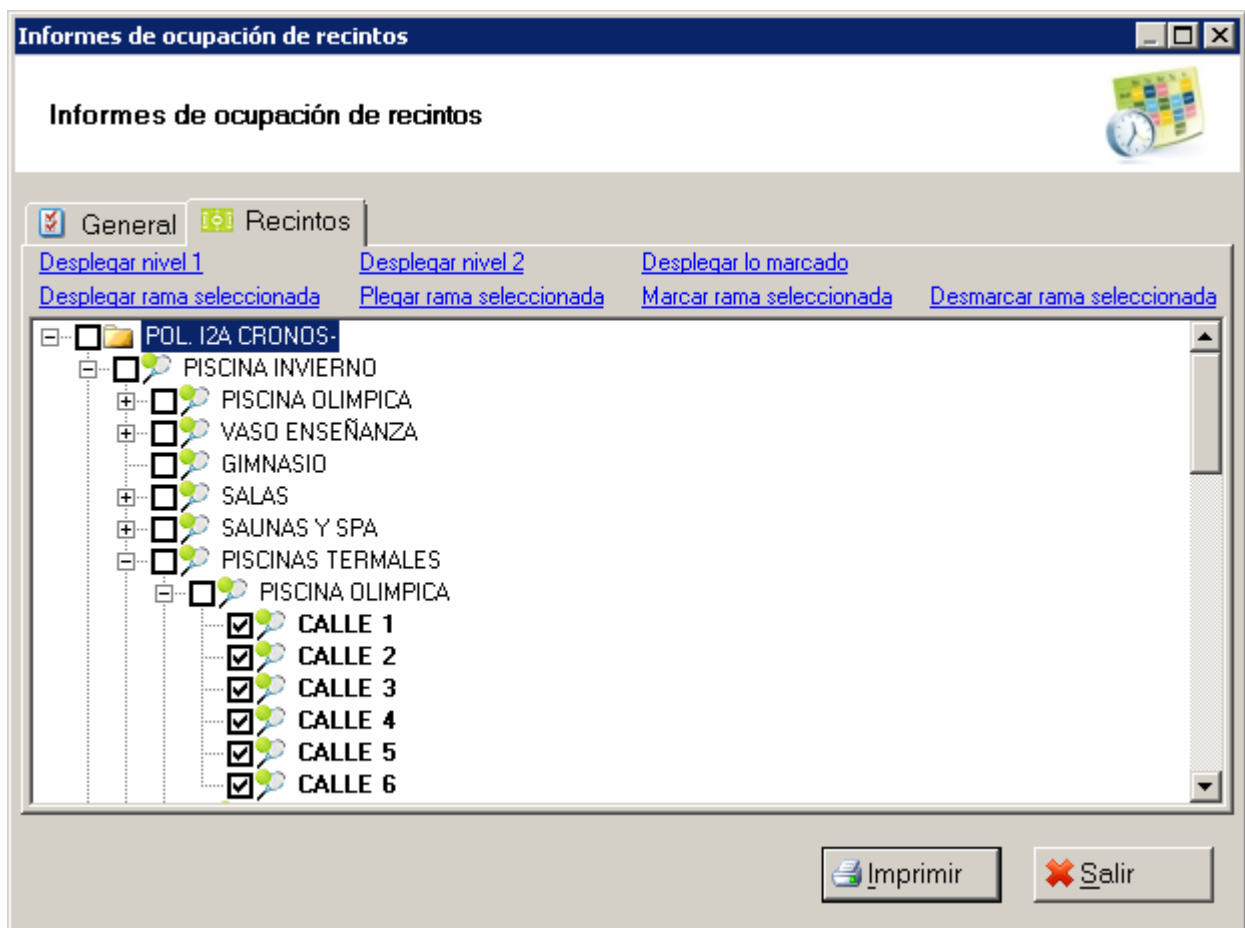 Informes de ocupación de recintos
Informes de ocupación de recintos
General Recintos
Desplegar nivel 1 Desplegar nivel 2 Desplegar lo marcado
Desplegar rama seleccionada Plegar rama seleccionada Marcar rama seleccionada Desmarcar rama seleccionada
POL. I2A CRONOS-
PISCINA INVIERNO
PISCINA OLIMPICA
VASO ENSEÑANZA
GIMNASIO
SALAS
SAUNAS Y SPA
PISCINAS TERMALES
PISCINA OLIMPICA
CALLE 1
CALLE 2
CALLE 3
CALLE 4
CALLE 5
CALLE 6
Imprimir Salir